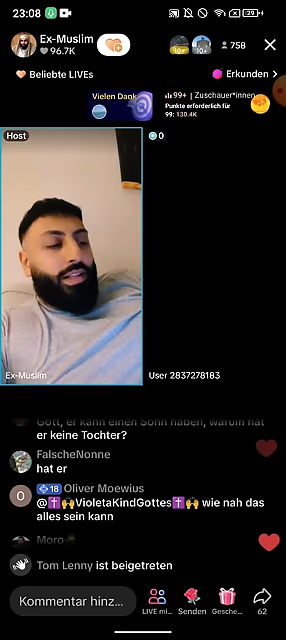 23:08
29
Ex-Muslim
96.7K
758
Beliebte LIVEs
Erkunden >
Vielen Dank
99+ | Zuschauer*innen
Punkte erforderlich für
99: 130.4K
Host
0
Ex-Muslim
User 2837278183
Gott, er kann einen Sohn haben, warum hat
er keine Tochter?
FalscheNonne
hat er
18 Oliver Moewius
@✝️🙌VioletaKindGottes✝️🙌 wie nah das
alles sein kann
Moro
Tom Lenny ist beigetreten
Kommentar hinz...
LIVE mi...
Senden
Gesche...
62